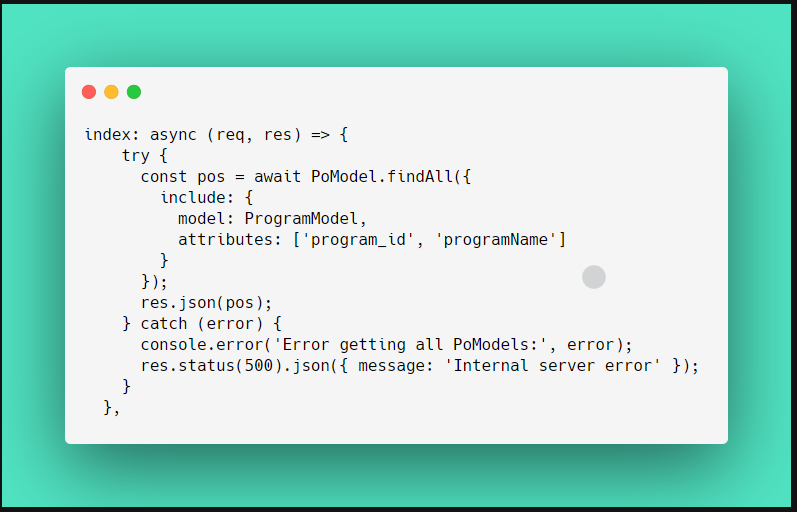 index: async (req, res) => {
    try {
      const pos = await PoModel.findAll({
        include: {
          model: ProgramModel,
          attributes: ['program_id', 'programName']
        }
      });
      res.json(pos);
    } catch (error) {
      console.error('Error getting all PoModels:', error);
      res.status(500).json({ message: 'Internal server error' });
    }
  },